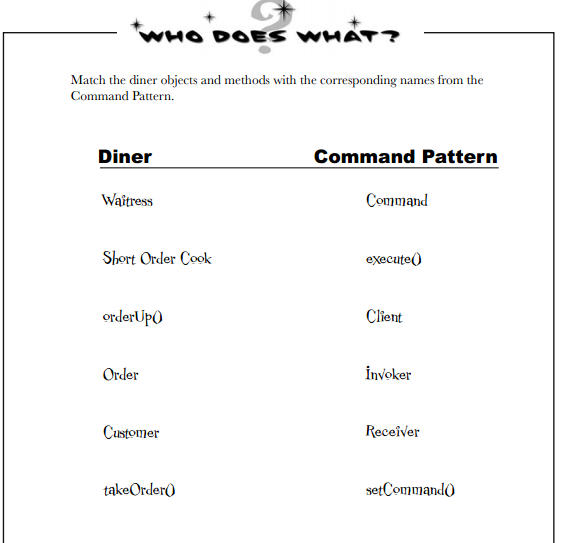 WHO DOES WHAT?
Match the diner objects and methods with the corresponding names from the
Command Pattern.
Diner Command Pattern
Waitress Command
Short Order Cook execute()
orderUp() Client
Order Invoker
Customer Receiver
takeOrder() setCommand()